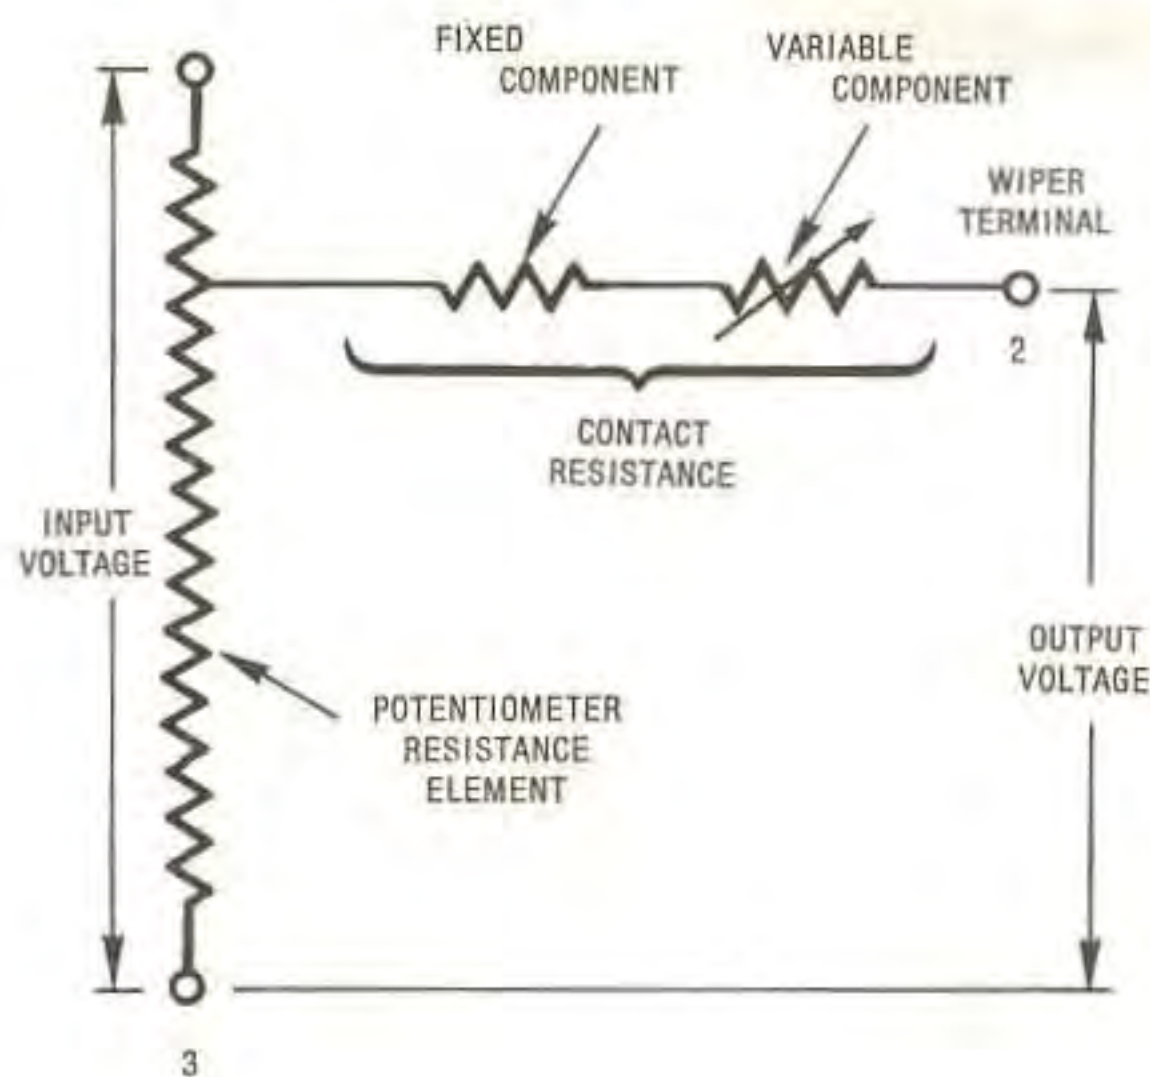 FIXED
COMPONENT
VARIABLE
COMPONENT
WIPER
TERMINAL
2
CONTACT
RESISTANCE
INPUT
VOLTAGE
OUTPUT
VOLTAGE
POTENTIOMETER
RESISTANCE
ELEMENT
3